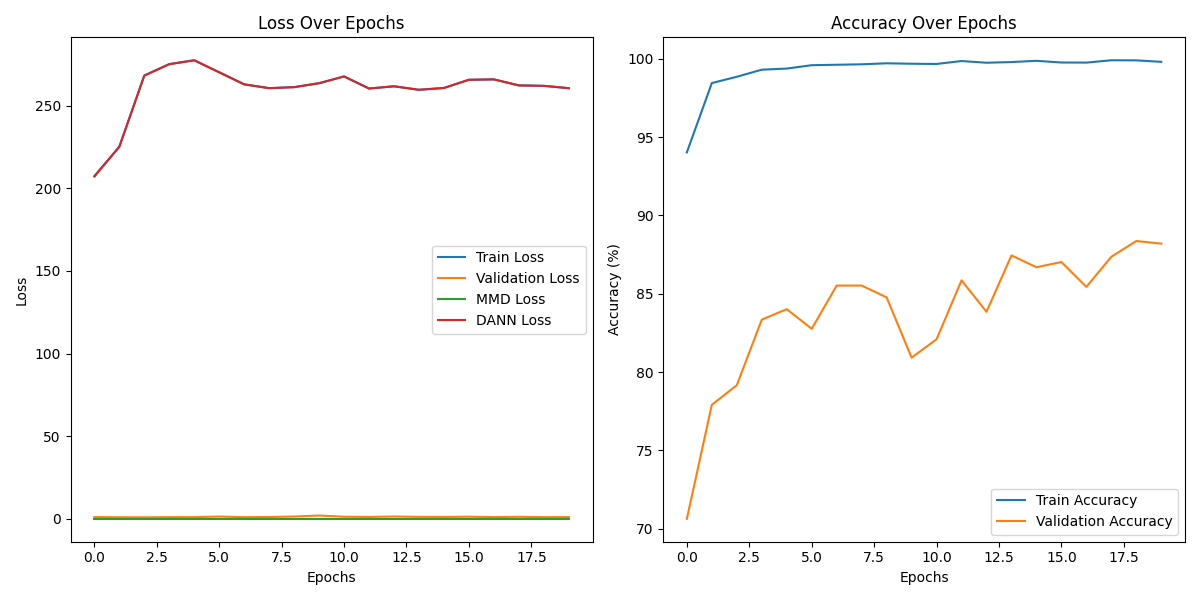 Loss Over Epochs
Loss
250
200
150
100
50
0
0.0 2.5 5.0 7.5 10.0 12.5 15.0 17.5
Epochs
Train Loss
Validation Loss
MMD Loss
DANN Loss
Accuracy Over Epochs
Accuracy (%)
100
95
90
85
80
75
70
0.0 2.5 5.0 7.5 10.0 12.5 15.0 17.5
Epochs
Train Accuracy
Validation Accuracy